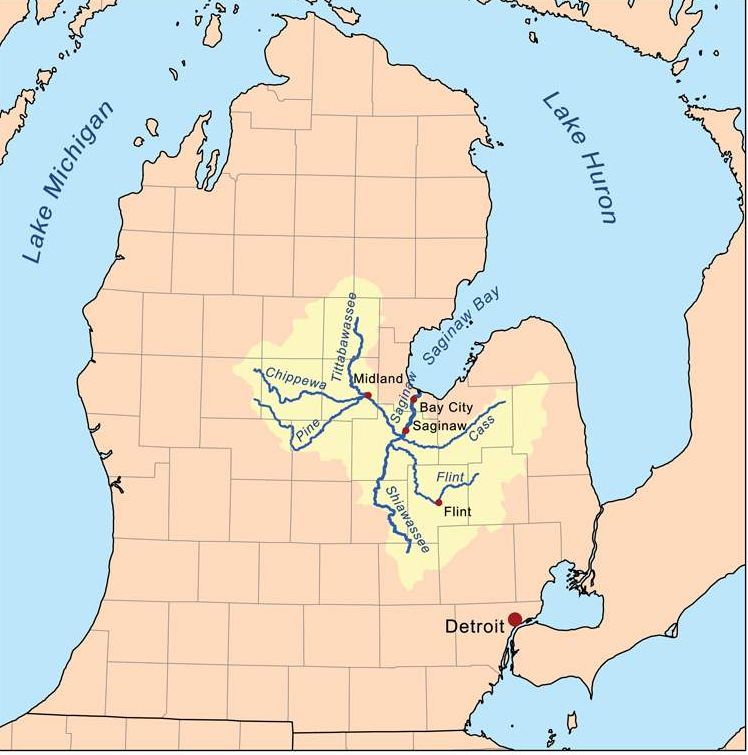 Lake Michigan
Lake Huron
Saginaw Bay
Tittabawassee
Chippewa
Midland
Saginaw
Bay City
Pine
Saginaw
Cass
Flint
Shiawassee
Flint
Detroit